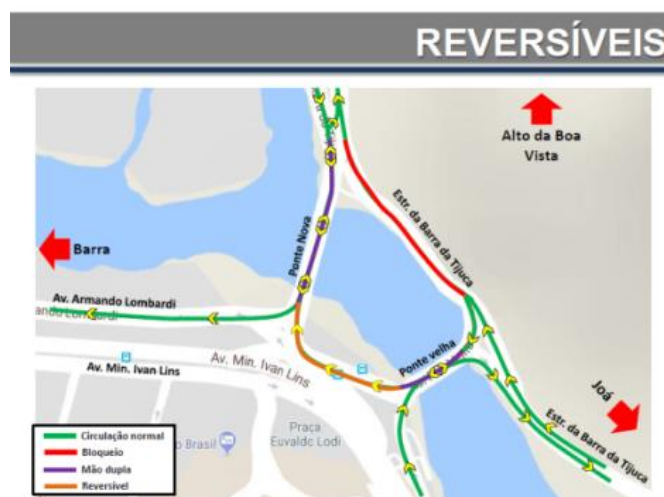 REVERSÍVEIS
Alto da Boa
Vista
Estr. da Barra da Tijuca
Ponte Nova
Barra
Av. Armando Lombardi
Ponte velha
Av. Min. Ivan Lins
Av. Min. Ivan Lins
Joá
Estr. da Barra da Tijuca
Praça
Euvaldo Lodi
Brasil
Circulação normal
Bloqueio
Mão dupla
Reversível